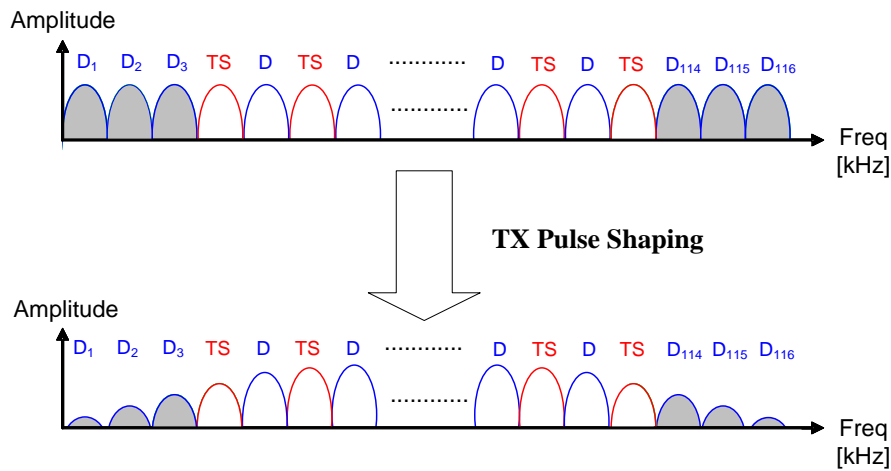 Amplitude
D₁ D₂ D₃ TS D TS D ............ D TS D TS D₁₁₄ D₁₁₅ D₁₁₆
............
Freq
[kHz]
TX Pulse Shaping
Amplitude
D₁ D₂ D₃ TS D TS D ............ D TS D TS D₁₁₄ D₁₁₅ D₁₁₆
............
Freq
[kHz]